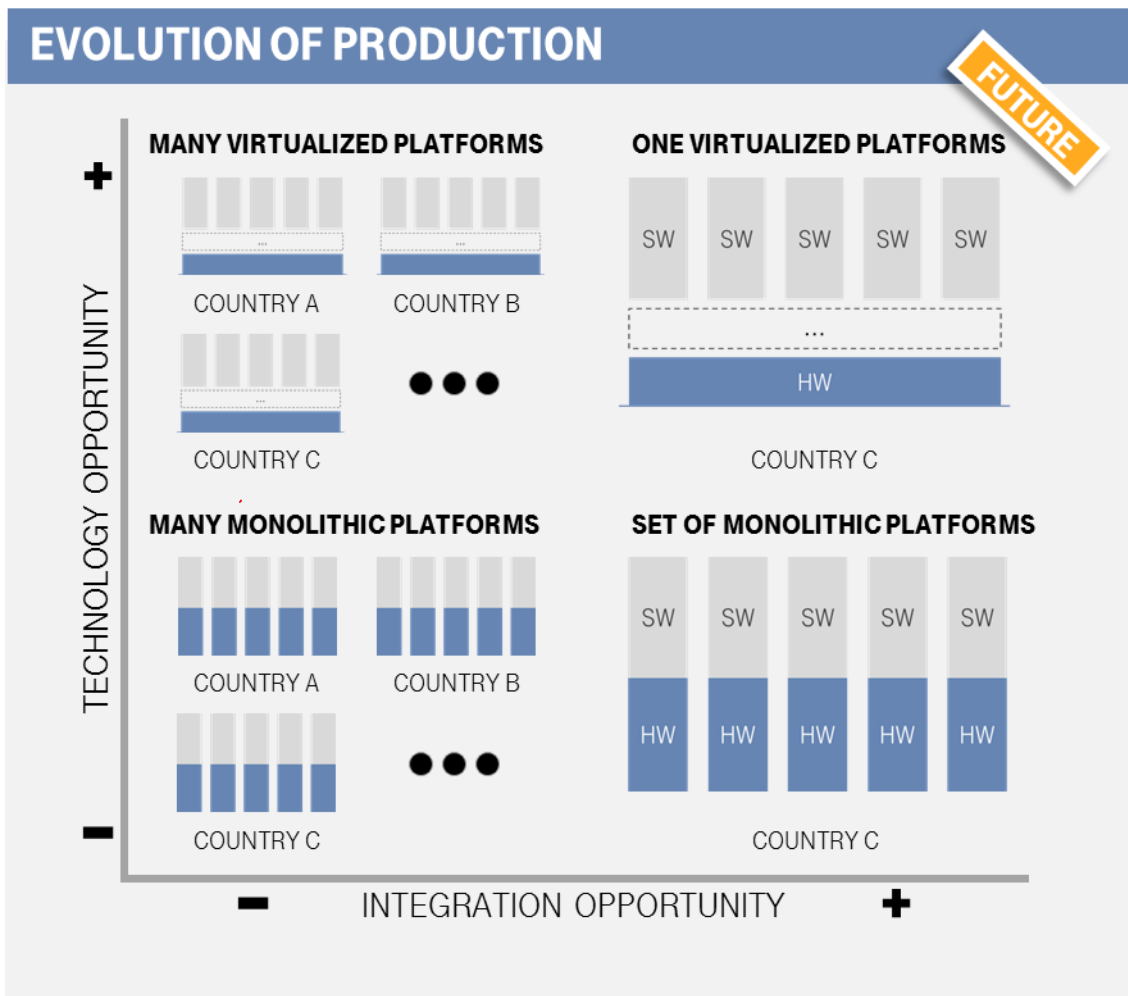 EVOLUTION OF PRODUCTION
FUTURE
MANY VIRTUALIZED PLATFORMS
...
...
COUNTRY A
COUNTRY B
...
COUNTRY C
●●●
ONE VIRTUALIZED PLATFORMS
SW SW SW SW SW
...
HW
COUNTRY C
MANY MONOLITHIC PLATFORMS
COUNTRY A
COUNTRY B
COUNTRY C
●●●
SET OF MONOLITHIC PLATFORMS
SW SW SW SW SW
HW HW HW HW HW
COUNTRY C
+
TECHNOLOGY OPPORTUNITY
-
- INTEGRATION OPPORTUNITY +